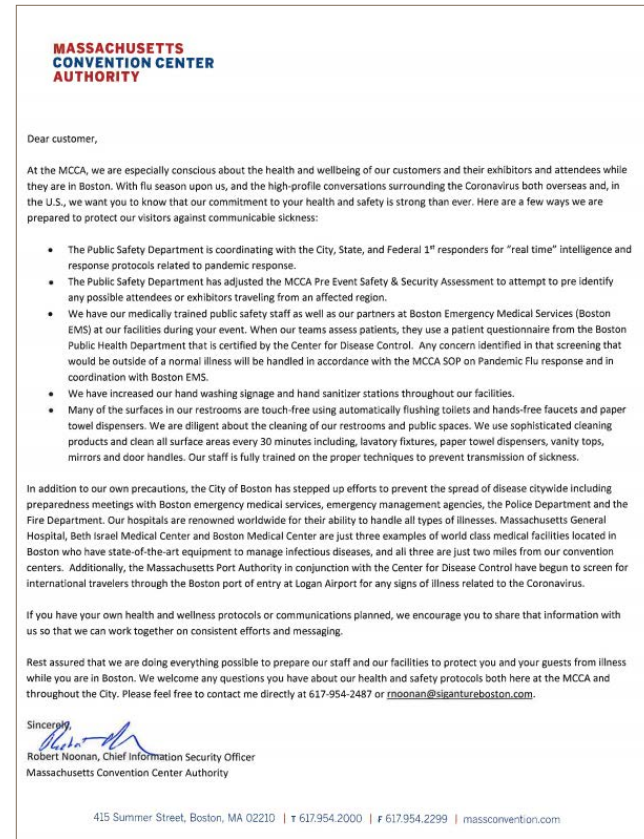 MASSACHUSETTS
CONVENTION CENTER
AUTHORITY
Dear customer,
At the MCCA, we are especially conscious about the health and wellbeing of our customers and their exhibitors and attendees while
they are in Boston. With flu season upon us, and the high-profile conversations surrounding the Coronavirus both overseas and, in
the U.S., we want you to know that our commitment to your health and safety is strong than ever. Here are a few ways we are
prepared to protect our visitors against communicable sickness:
• The Public Safety Department is coordinating with the City, State, and Federal 1st responders for "real time" intelligence and
response protocols related to pandemic response.
• The Public Safety Department has adjusted the MCCA Pre Event Safety & Security Assessment to attempt to pre identify
any possible attendees or exhibitors traveling from an affected region.
• We have our medically trained public safety staff as well as our partners at Boston Emergency Medical Services (Boston
EMS) at our facilities during your event. When our teams assess patients, they use a patient questionnaire from the Boston
Public Health Department that is certified by the Center for Disease Control. Any concern identified in that screening that
would be outside of a normal illness will be handled in accordance with the MCCA SOP on Pandemic Flu response and in
coordination with Boston EMS.
• We have increased our hand washing signage and hand sanitizer stations throughout our facilities.
• Many of the surfaces in our restrooms are touch-free using automatically flushing toilets and hands-free faucets and paper
towel dispensers. We are diligent about the cleaning of our restrooms and public spaces. We use sophisticated cleaning
products and clean all surface areas every 30 minutes including, lavatory fixtures, paper towel dispensers, vanity tops,
mirrors and door handles. Our staff is fully trained on the proper techniques to prevent transmission of sickness.
In addition to our own precautions, the City of Boston has stepped up efforts to prevent the spread of disease citywide including
preparedness meetings with Boston emergency medical services, emergency management agencies, the Police Department and the
Fire Department. Our hospitals are renowned worldwide for their ability to handle all types of illnesses. Massachusetts General
Hospital, Beth Israel Medical Center and Boston Medical Center are just three examples of world class medical facilities located in
Boston who have state-of-the-art equipment to manage infectious diseases, and all three are just two miles from our convention
centers. Additionally, the Massachusetts Port Authority in conjunction with the Center for Disease Control have begun to screen for
international travelers through the Boston port of entry at Logan Airport for any signs of illness related to the Coronavirus.
If you have your own health and wellness protocols or communications planned, we encourage you to share that information with
us so that we can work together on consistent efforts and messaging.
Rest assured that we are doing everything possible to prepare our staff and our facilities to protect you and your guests from illness
while you are in Boston. We welcome any questions you have about our health and safety protocols both here at the MCCA and
throughout the City. Please feel free to contact me directly at 617-954-2487 or rnoonan@sigantureboston.com.
Sincerely,
Robert Noonan, Chief Information Security Officer
Massachusetts Convention Center Authority
415 Summer Street, Boston, MA 02210 | T 617.954.2000 | F 617.954.2299 | massconvention.com